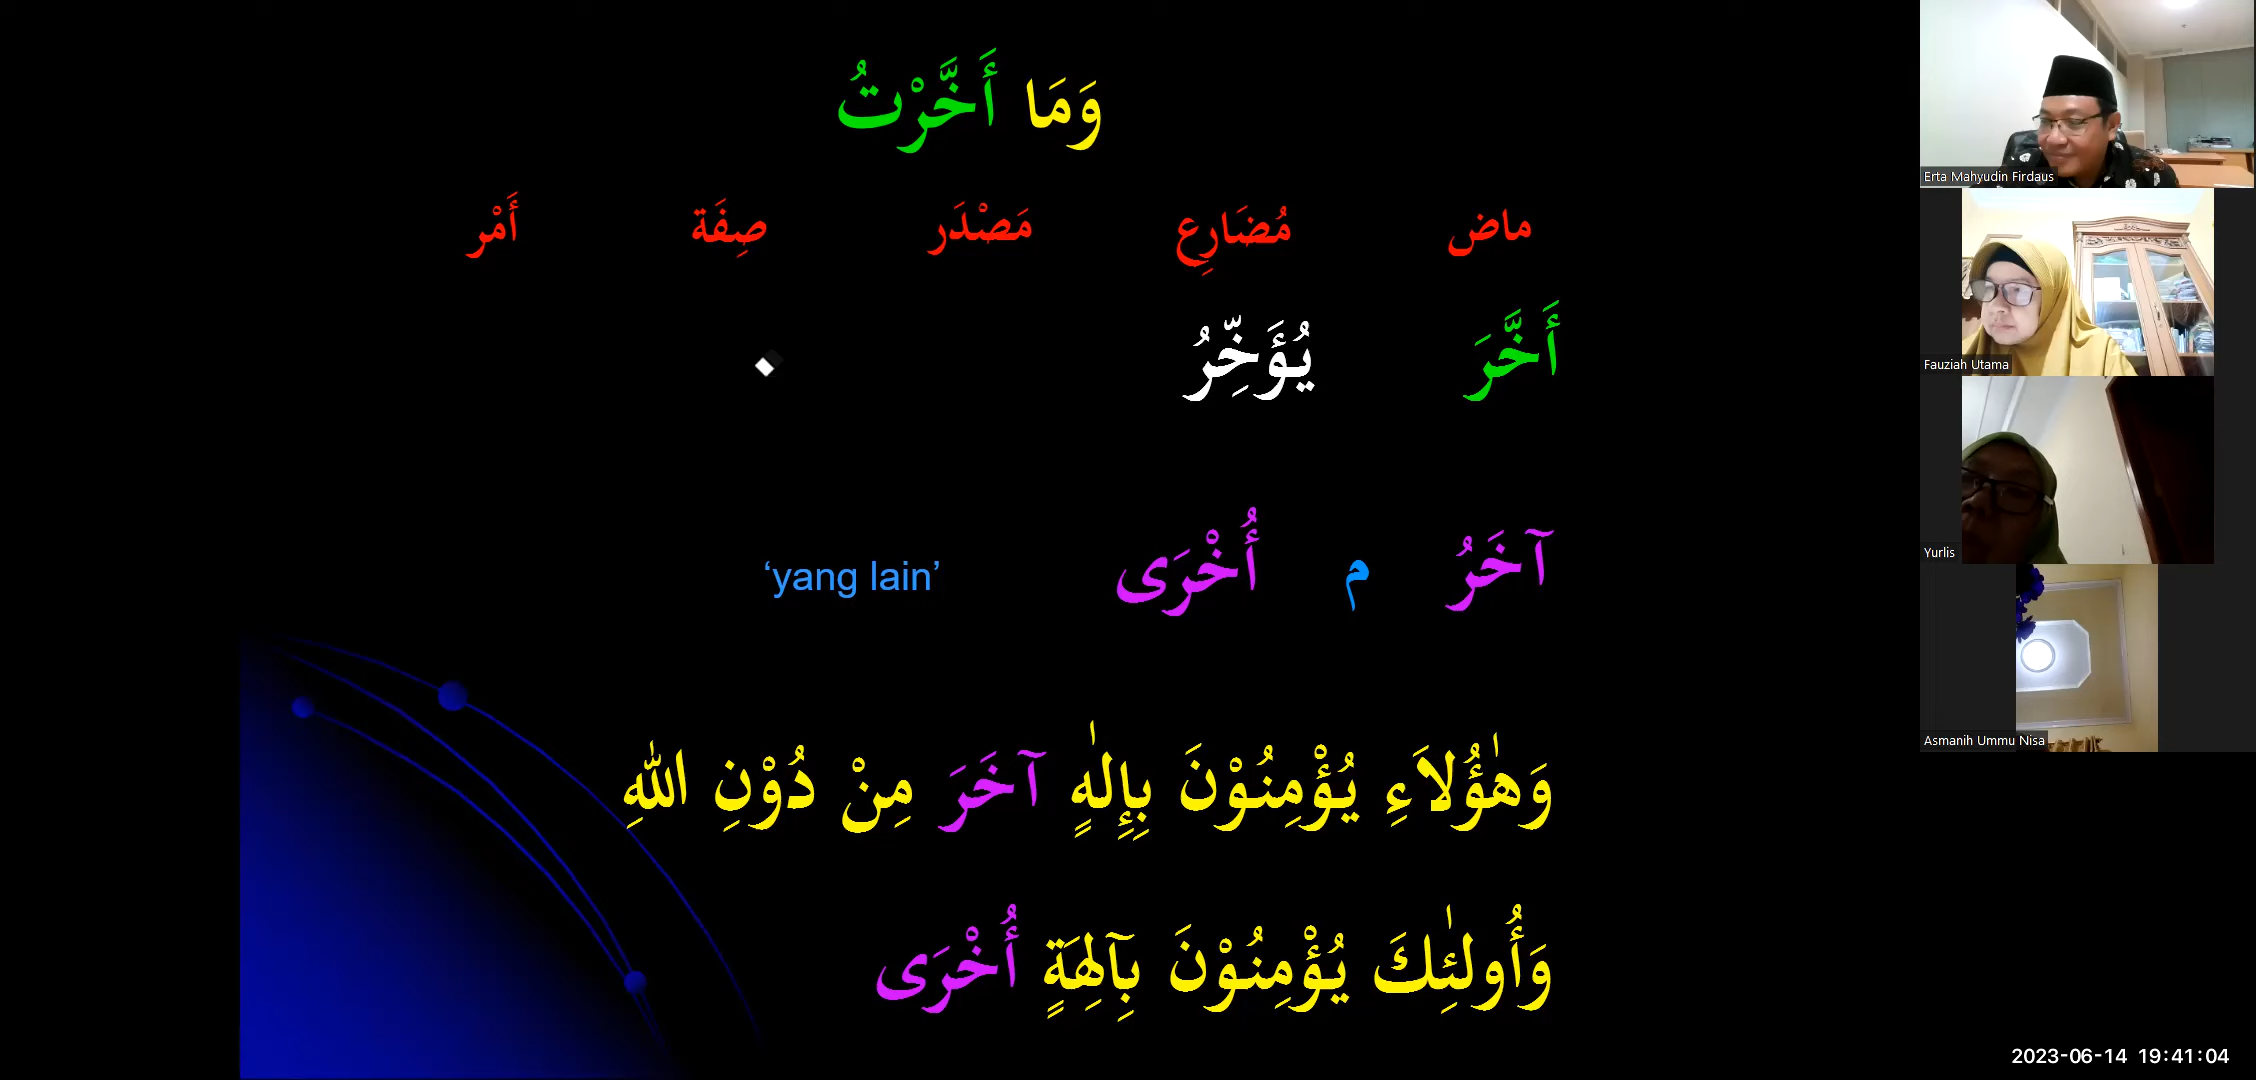 وَمَا أَخَّرْتُ
ماض مُضَارِع مَصْدَر صِفَة أَمْر
أَخَّرَ يُؤَخِّرُ
آخَرُ م أُخْرَى ‘yang lain’
وَهٰؤُلاَءِ يُؤْمِنُوْنَ بِإِلٰهٍ آخَرَ مِنْ دُوْنِ اللهِ
وَأُولٰئِكَ يُؤْمِنُوْنَ بِآلِهَةٍ أُخْرَى
Erta Mahyudin Firdaus
Fauziah Utama
Yurlis
Asmanih Ummu Nisa
2023-06-14 19:41:04